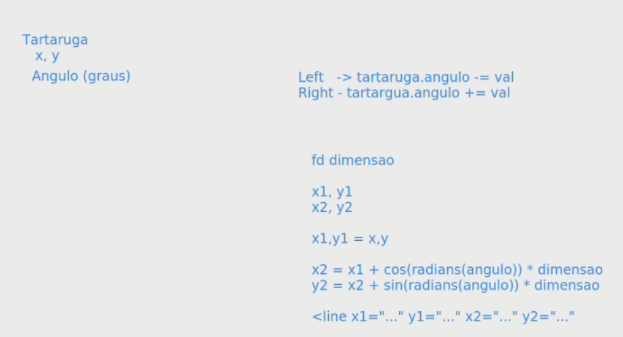 Tartaruga
x, y
Angulo (graus)
Left   -> tartaruga.angulo -= val
Right - tartargua.angulo += val
fd dimensao
x1, y1
x2, y2
x1,y1 = x,y
x2 = x1 + cos(radians(angulo)) * dimensao
y2 = x2 + sin(radians(angulo)) * dimensao
<line x1="..." y1="..." x2="..." y2="..."